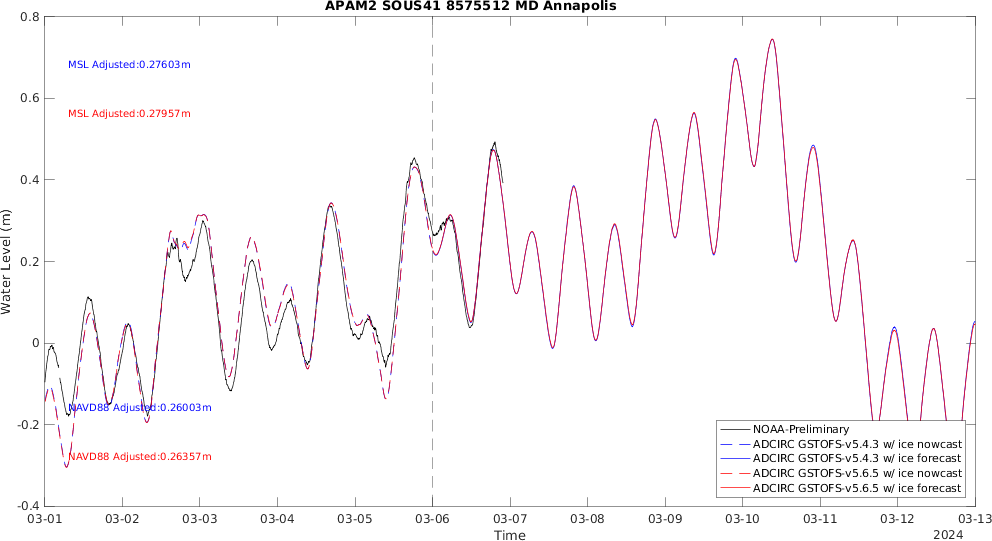 APAM2 SOUS41 8575512 MD Annapolis
0.8
0.6
0.4
0.2
0
-0.2
-0.4
Water Level (m)
MSL Adjusted:0.27603m
MSL Adjusted:0.27957m
NAVD88 Adjusted:0.26003m
NAVD88 Adjusted:0.26357m
NOAA-Preliminary
ADCIRC GSTOFS-v5.4.3 w/ ice nowcast
ADCIRC GSTOFS-v5.4.3 w/ ice forecast
ADCIRC GSTOFS-v5.6.5 w/ ice nowcast
ADCIRC GSTOFS-v5.6.5 w/ ice forecast
03-01 03-02 03-03 03-04 03-05 03-06 03-07 03-08 03-09 03-10 03-11 03-12 03-13
Time
2024